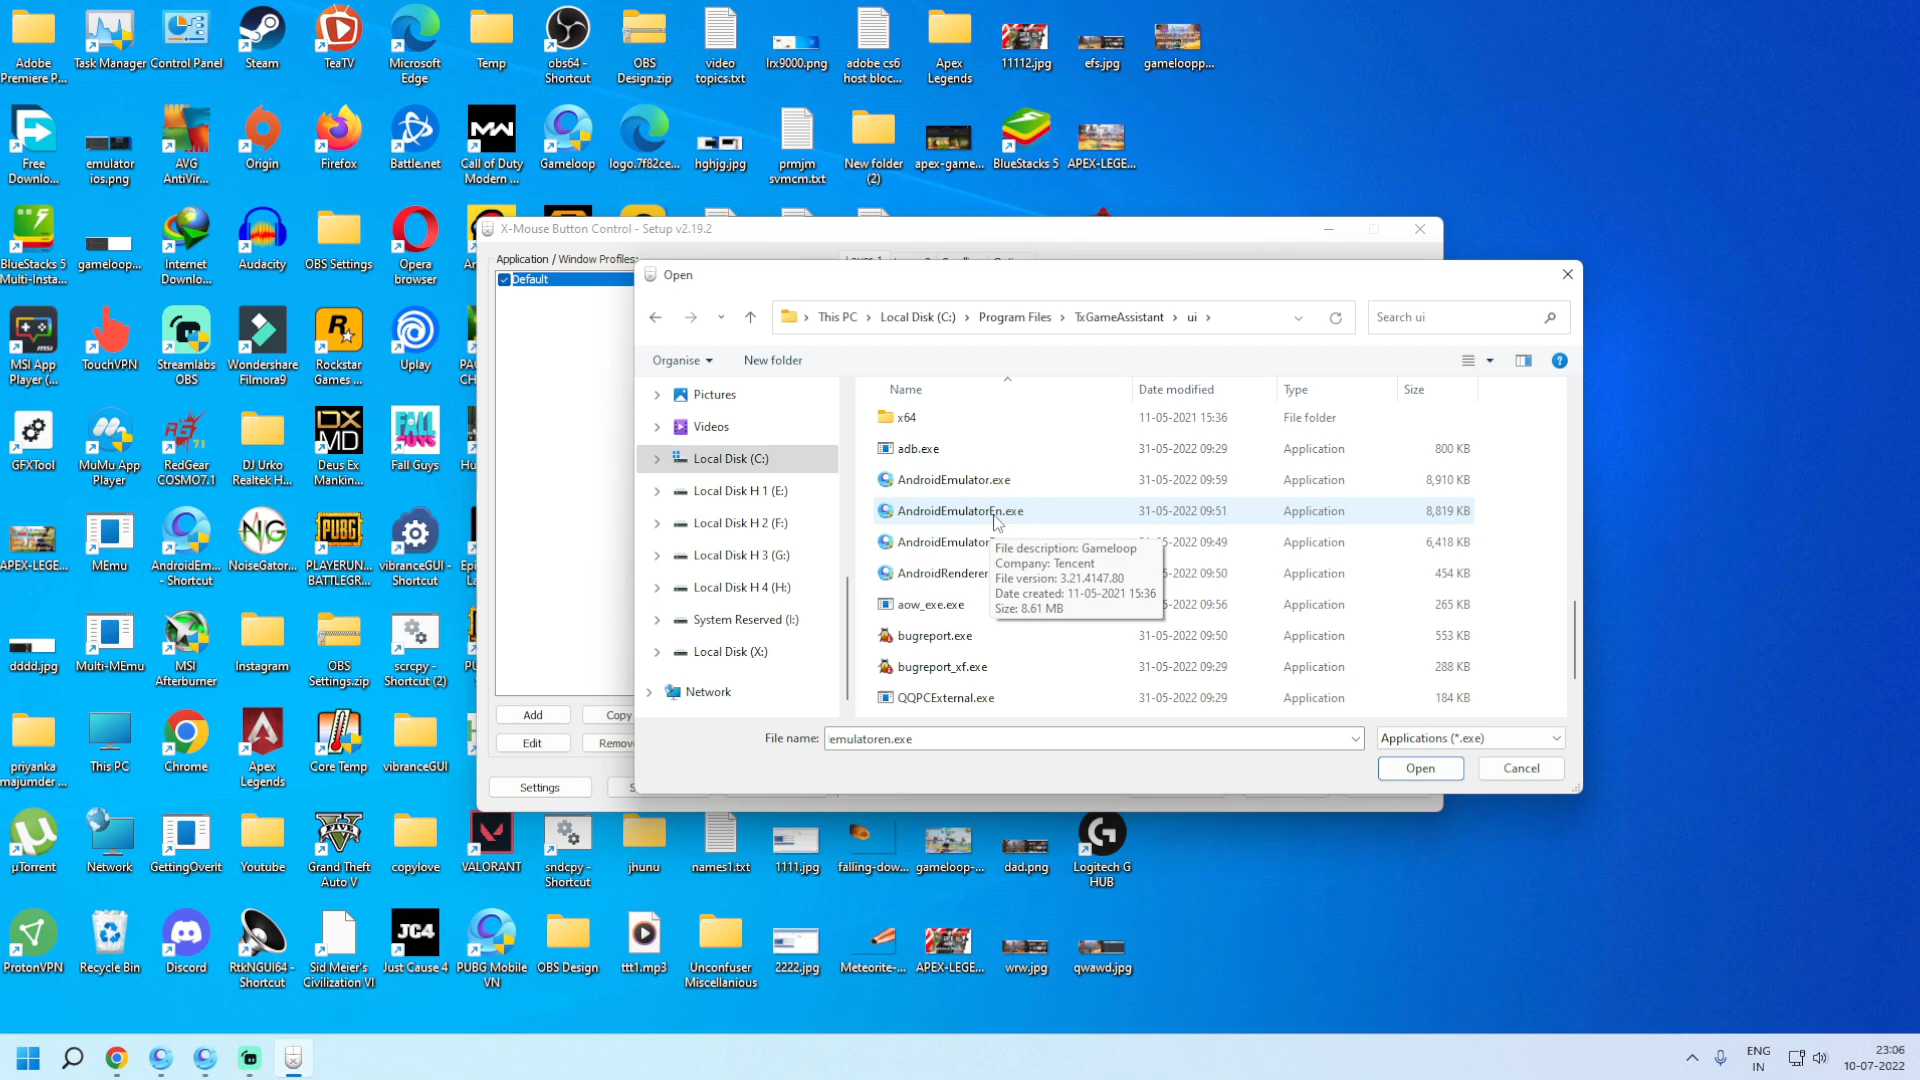 Adobe
Premiere P...
Task Manager
Control Panel
Steam
TeaTV
Microsoft
Edge
Temp
obs64 -
Shortcut
OBS
Design.zip
video
topics.txt
lrx9000.png
adobe cs6
host bloc...
Apex
Legends
11112.jpg
efs.jpg
gameloopp...
Free
Downlo...
emulator
ios.png
AVG
AntiVir...
Origin
Firefox
Battle.net
Call of Duty
Modern ...
Gameloop
logo.7f82ce...
hghjg.jpg
prmjm
svmcm.txt
New folder
(2)
apex-game...
BlueStacks 5
APEX-LEGE...
BlueStacks 5
Multi-Insta...
gameloop...
Internet
Downlo...
Audacity
OBS Settings
Opera
browser
X-Mouse Button Control - Setup v2.19.2
Application / Window Profiles:
Default
Add
Copy
Edit
Remov
Settings
Open
This PC
Local Disk (C:)
Program Files
TxGameAssistant
ui
Search ui
Organise
New folder
Name
Date modified
Type
Size
Pictures
Videos
Local Disk (C:)
Local Disk H 1 (E:)
Local Disk H 2 (F:)
Local Disk H 3 (G:)
Local Disk H 4 (H:)
System Reserved (I:)
Local Disk (X:)
Network
x64 11-05-2021 15:36 File folder
adb.exe 31-05-2022 09:29 Application 800 KB
AndroidEmulator.exe 31-05-2022 09:59 Application 8,910 KB
AndroidEmulatorEn.exe 31-05-2022 09:51 Application 8,819 KB
AndroidEmulator -05-2022 09:49 Application 6,418 KB
AndroidRenderer -05-2022 09:50 Application 454 KB
aow_exe.exe -05-2022 09:56 Application 265 KB
bugreport.exe 31-05-2022 09:50 Application 553 KB
bugreport_xf.exe 31-05-2022 09:29 Application 288 KB
QQPCExternal.exe 31-05-2022 09:29 Application 184 KB
File description: Gameloop
Company: Tencent
File version: 3.21.4147.80
Date created: 11-05-2021 15:36
Size: 8.61 MB
File name:
emulatoren.exe
Applications (*.exe)
Open
Cancel
MSI App
Player (...
TouchVPN
Streamlabs
OBS
Wondershare
Filmora9
Rockstar
Games ...
Uplay
GFXTool
MuMu App
Player
RedGear
COSMO7.1
DJ Urko
Realtek H...
Deus Ex
Mankin...
Fall Guys
APEX-LEGE...
MEmu
AndroidEm...
- Shortcut
NoiseGator...
PLAYERUN...
BATTLEGR...
vibranceGUI -
Shortcut
dddd.jpg
Multi-MEmu
MSI
Afterburner
Instagram
OBS
Settings.zip
scrcpy -
Shortcut (2)
priyanka
majumder ...
This PC
Chrome
Apex
Legends
Core Temp
vibranceGUI
µTorrent
Network
GettingOverIt
Youtube
Grand Theft
Auto V
copylove
VALORANT
sndcpy -
Shortcut
jhunu
names1.txt
1111.jpg
falling-dow...
gameloop-...
dad.png
Logitech G
HUB
ProtonVPN
Recycle Bin
Discord
RtkNGUI64 -
Shortcut
Sid Meier's
Civilization VI
Just Cause 4
PUBG Mobile
VN
OBS Design
ttt1.mp3
Unconfuser
Miscellaneous
2222.jpg
Meteorite-...
APEX-LEGE...
wrw.jpg
qwawd.jpg
ENG
IN
23:06
10-07-2022